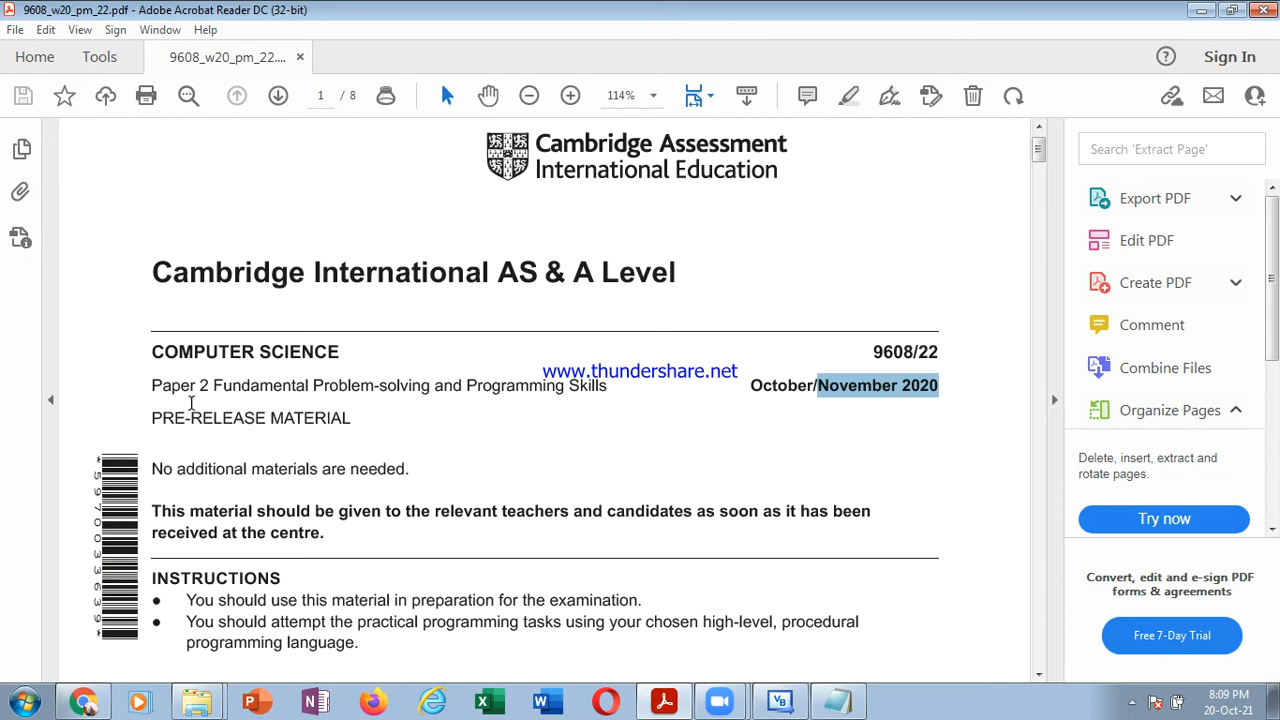 9608_w20_pm_22.pdf - Adobe Acrobat Reader DC (32-bit)
File Edit View Sign Window Help
Home Tools 9608_w20_pm_22.... × Sign In
1 / 8 114%
Search 'Extract Page'
Cambridge Assessment
International Education
Export PDF
Edit PDF
Cambridge International AS & A Level
Create PDF
Comment
COMPUTER SCIENCE 9608/22
www.thundershare.net
Combine Files
Paper 2 Fundamental Problem-solving and Programming Skills October/November 2020
Organize Pages
PRE-RELEASE MATERIAL
Delete, insert, extract and
rotate pages.
No additional materials are needed.
Try now
This material should be given to the relevant teachers and candidates as soon as it has been
received at the centre.
INSTRUCTIONS
Convert, edit and e-sign PDF
forms & agreements
● You should use this material in preparation for the examination.
● You should attempt the practical programming tasks using your chosen high-level, procedural
programming language.
Free 7-Day Trial
8:09 PM
20-Oct-21